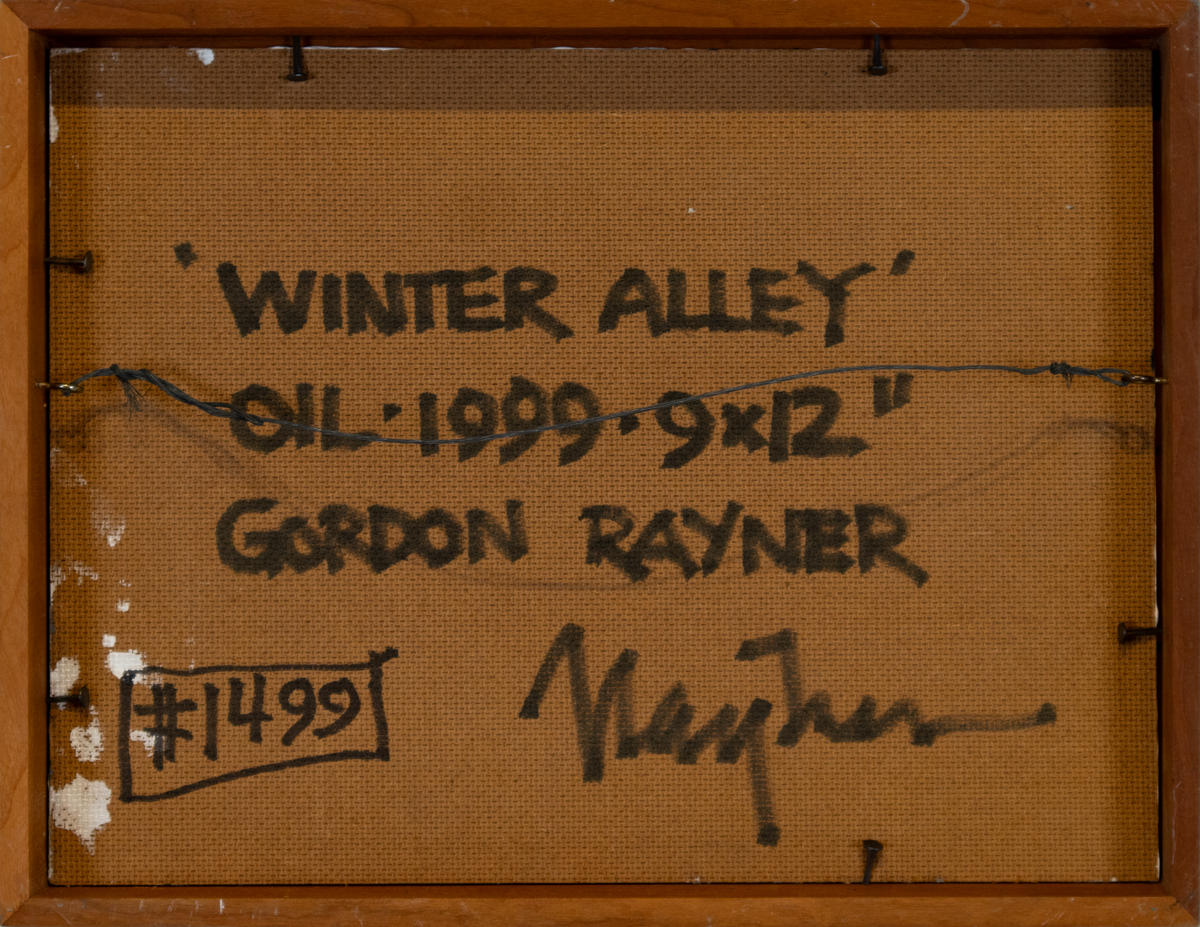 'WINTER ALLEY'
OIL · 1999 · 9x12"
GORDON RAYNER
#1499